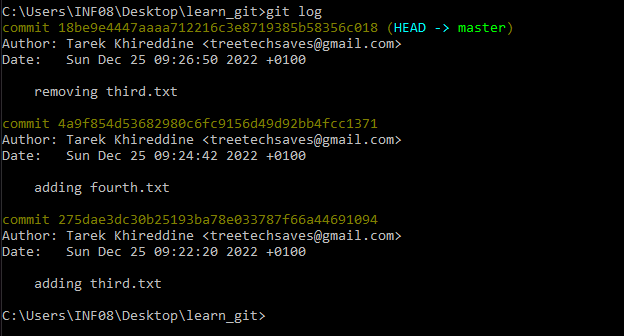 C:\Users\INF08\Desktop\learn_git>git log
commit 18be9e4447aaaa712216c3e8719385b58356c018 (HEAD -> master)
Author: Tarek Khireddine <treetechsaves@gmail.com>
Date:   Sun Dec 25 09:26:50 2022 +0100
    removing third.txt
commit 4a9f854d53682980c6fc9156d49d92bb4fcc1371
Author: Tarek Khireddine <treetechsaves@gmail.com>
Date:   Sun Dec 25 09:24:42 2022 +0100
    adding fourth.txt
commit 275dae3dc30b25193ba78e033787f66a44691094
Author: Tarek Khireddine <treetechsaves@gmail.com>
Date:   Sun Dec 25 09:22:20 2022 +0100
    adding third.txt
C:\Users\INF08\Desktop\learn_git>